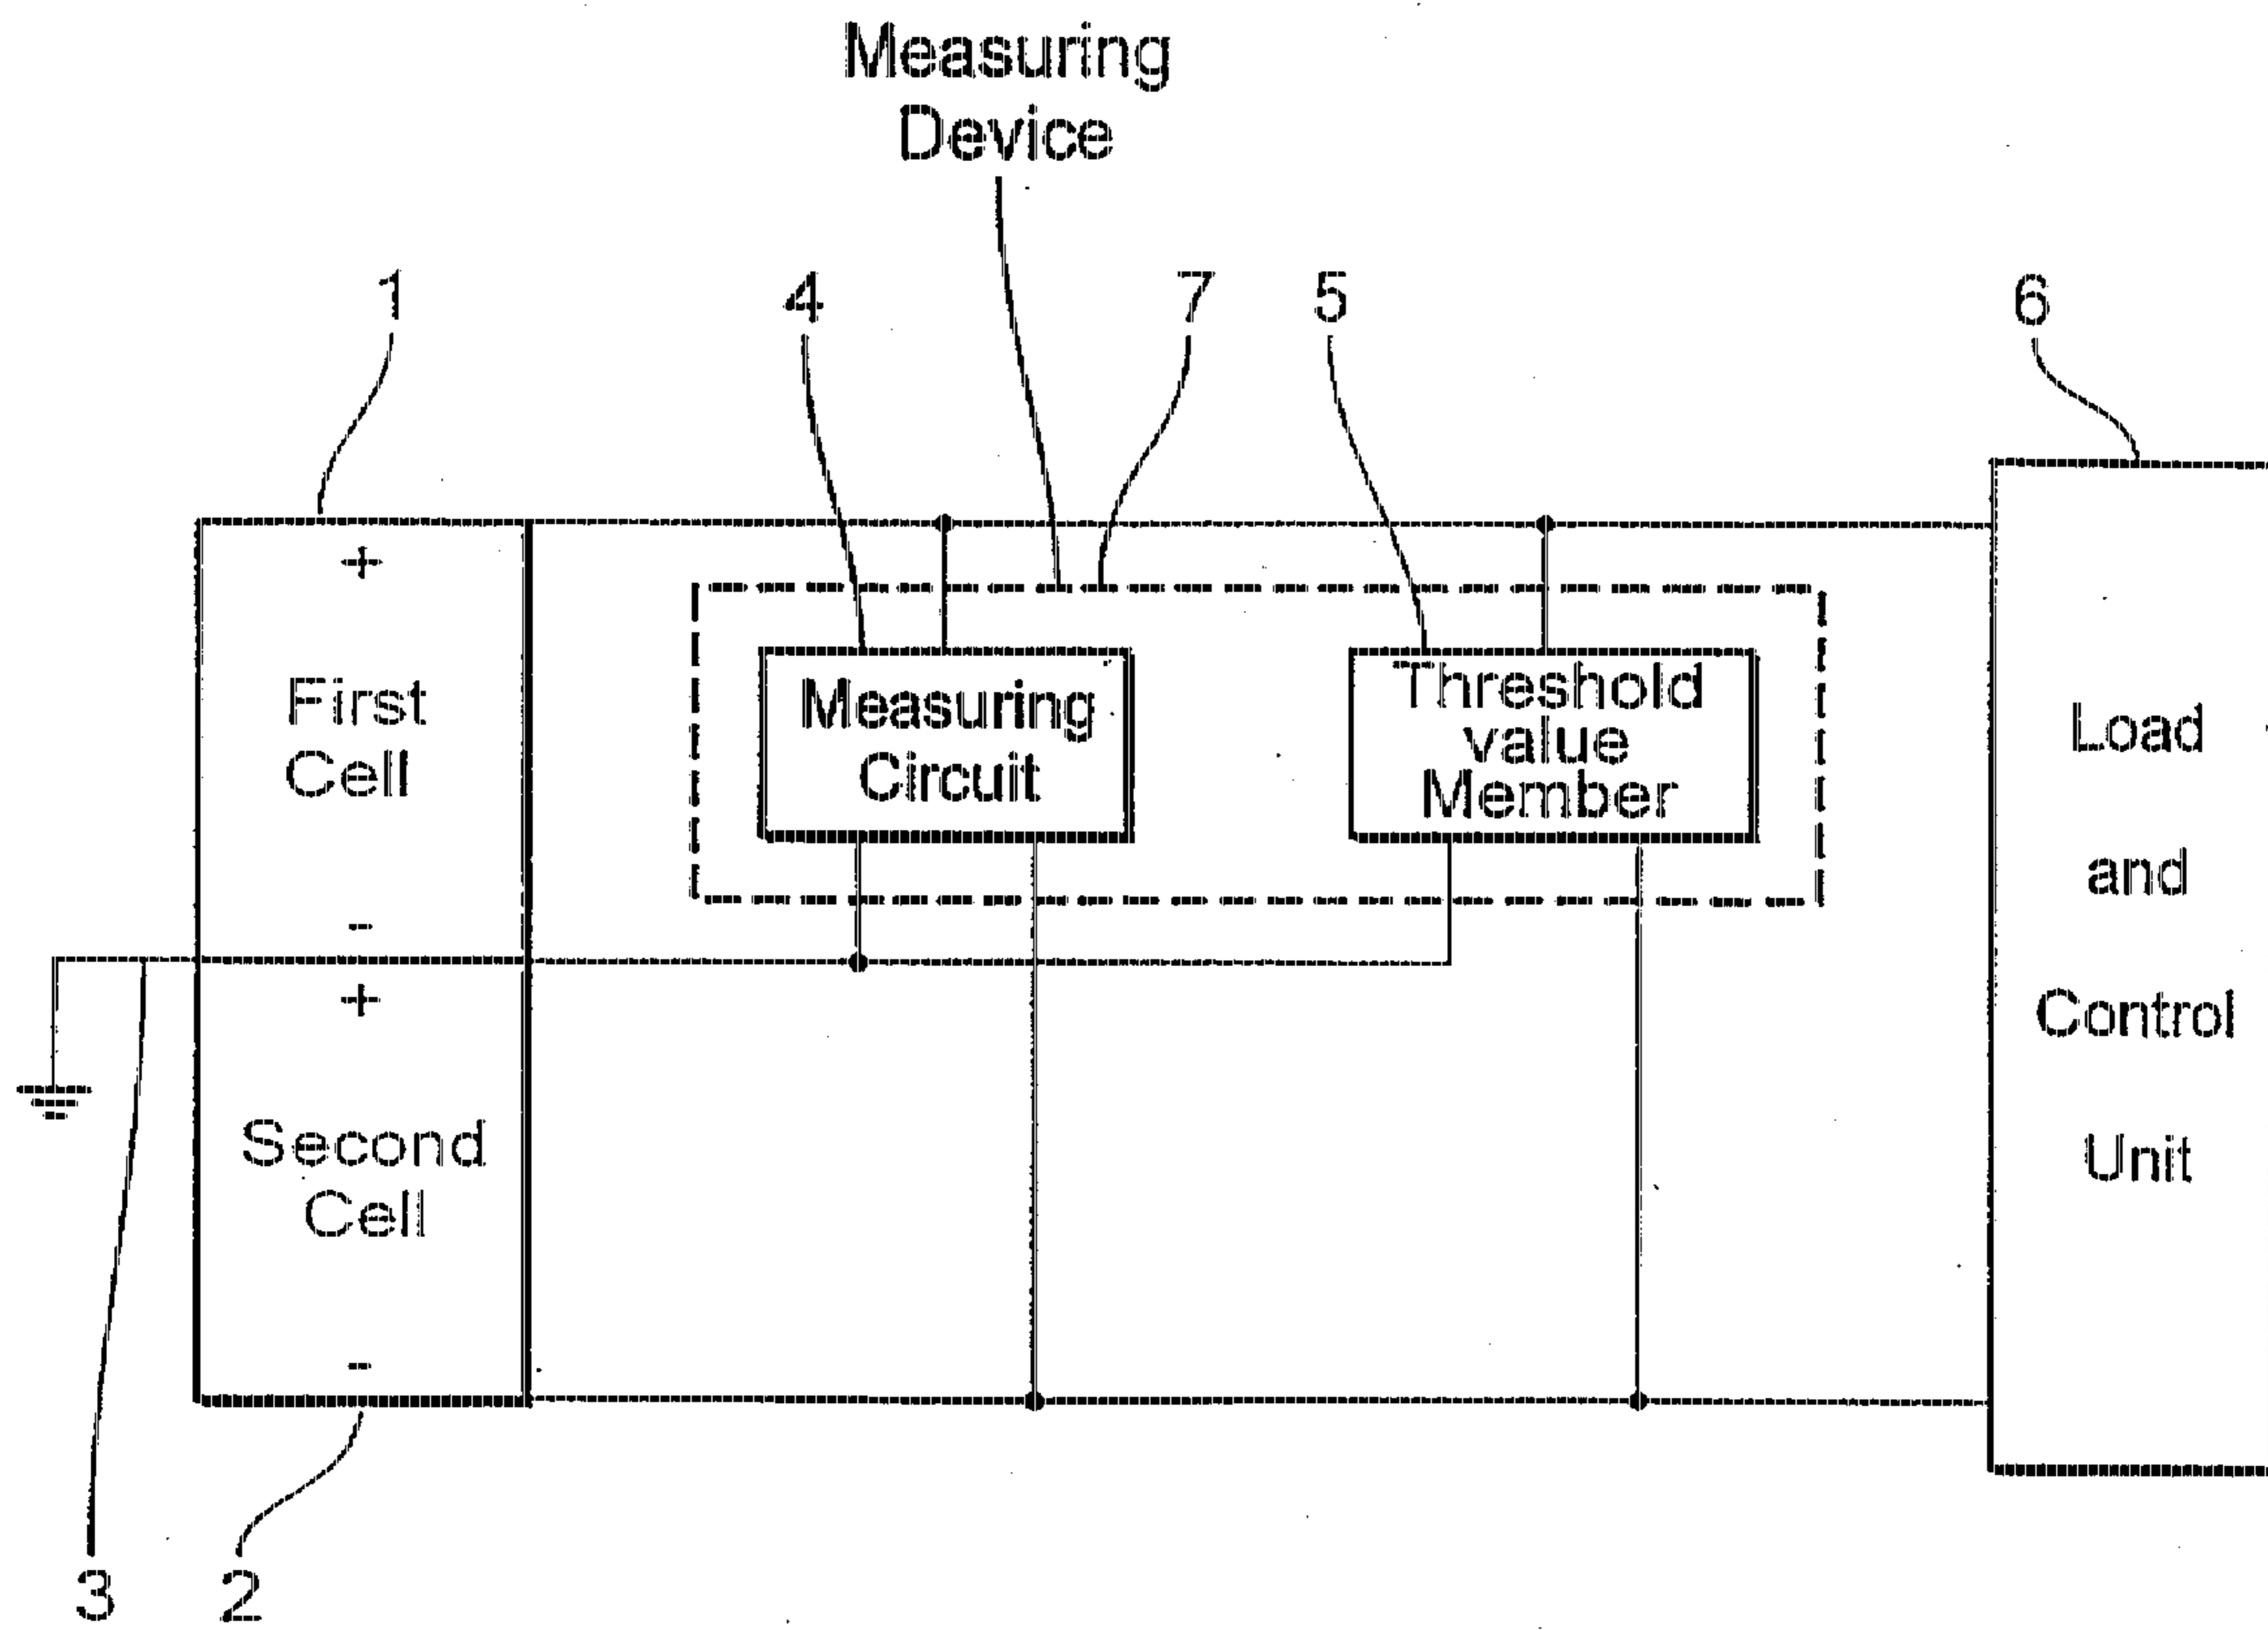 Measuring
Device
1
4
7
5
6
+
First
Cell
-
+
Second
Cell
-
Measuring
Circuit
Threshold
value
Member
Load
and
Control
Unit
3
2